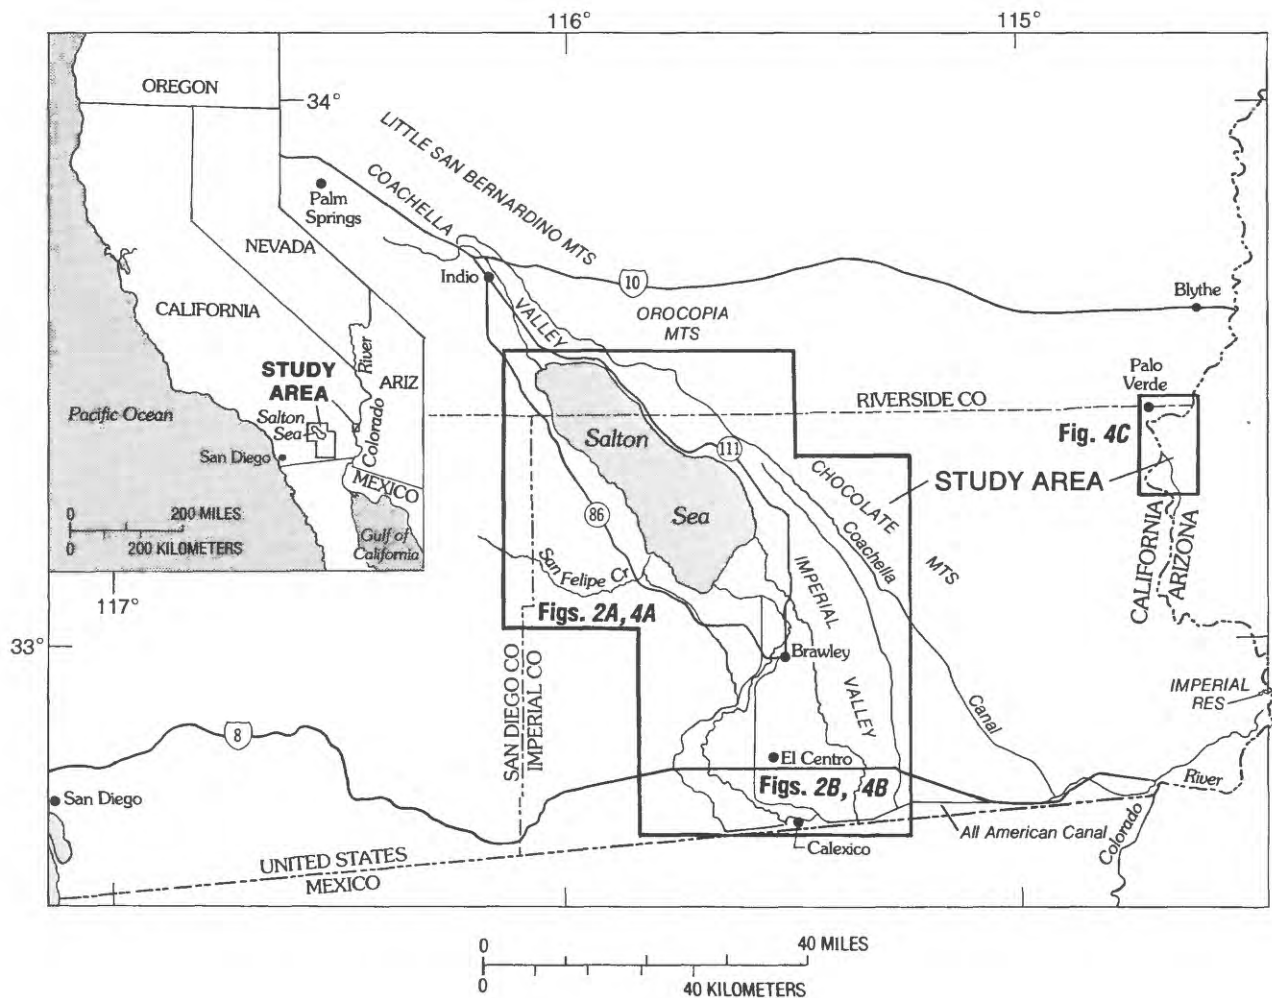 116°
115°
OREGON
34°
LITTLE SAN BERNARDINO MTS
COACHELLA
VALLEY
Palm
Springs
NEVADA
Indio
10
Blythe
CALIFORNIA
OROCOPIA
MTS
River
ARIZ
STUDY
AREA
Palo
Verde
RIVERSIDE CO
Pacific Ocean
Salton
Sea
Colorado
Salton
Sea
111
Fig. 4C
San Diego
MEXICO
CHOCOLATE
MTS
STUDY AREA
0
200 MILES
0
200 KILOMETERS
Gulf of
California
86
Coachella
Canal
CALIFORNIA
ARIZONA
San
Felipe Cr
IMPERIAL
VALLEY
117°
Figs. 2A, 4A
33°
Brawley
IMPERIAL
RES
SAN DIEGO CO
IMPERIAL CO
8
El Centro
Figs. 2B, 4B
River
San Diego
All American Canal
Colorado
Calexico
UNITED STATES
MEXICO
0
40 MILES
0
40 KILOMETERS